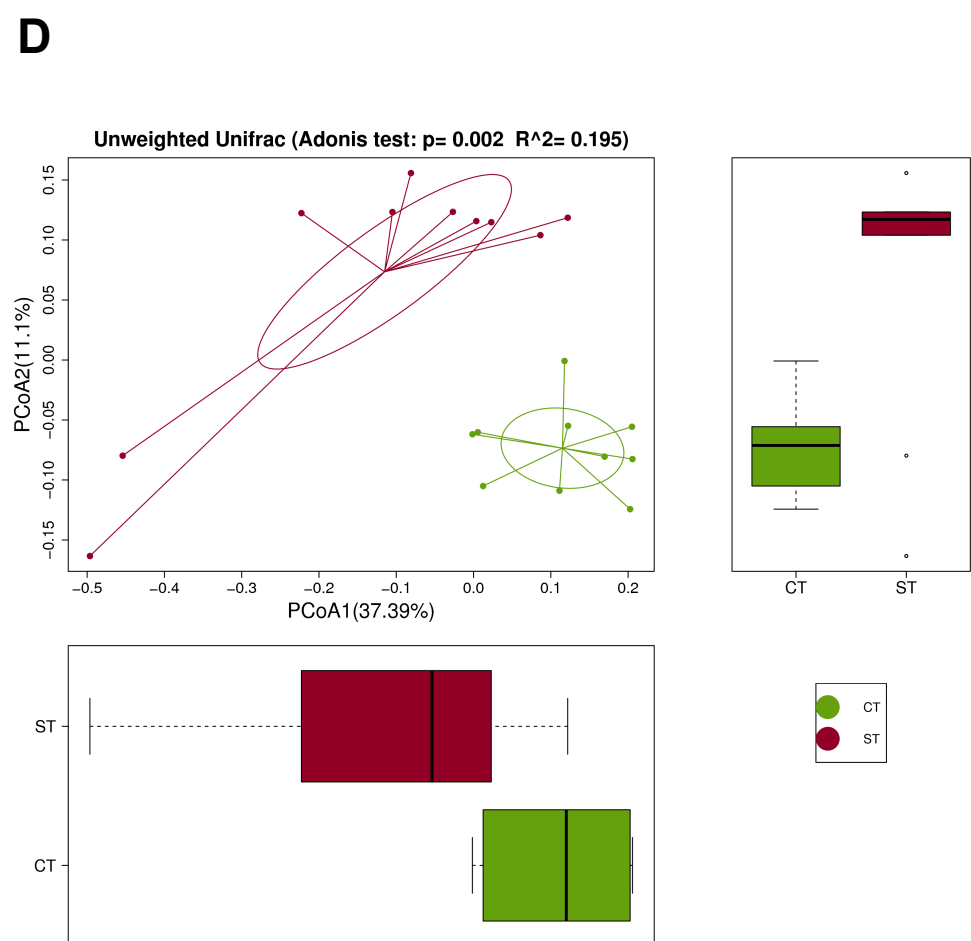 D
Unweighted Unifrac (Adonis test: p= 0.002 R^2= 0.195)
PCoA2(11.1%)
0.15
0.10
0.05
0.00
−0.05
−0.10
−0.15
−0.5 −0.4 −0.3 −0.2 −0.1 0.0 0.1 0.2
PCoA1(37.39%)
CT ST
ST
CT
CT
ST